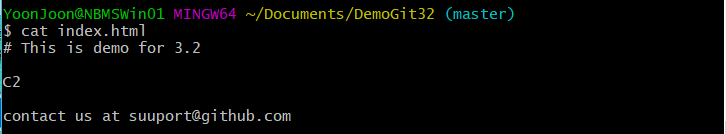 YoonJoon@NBMSWin01 MINGW64 ~/Documents/DemoGit32 (master)
$ cat index.html
# This is demo for 3.2
C2
contact us at suuport@github.com